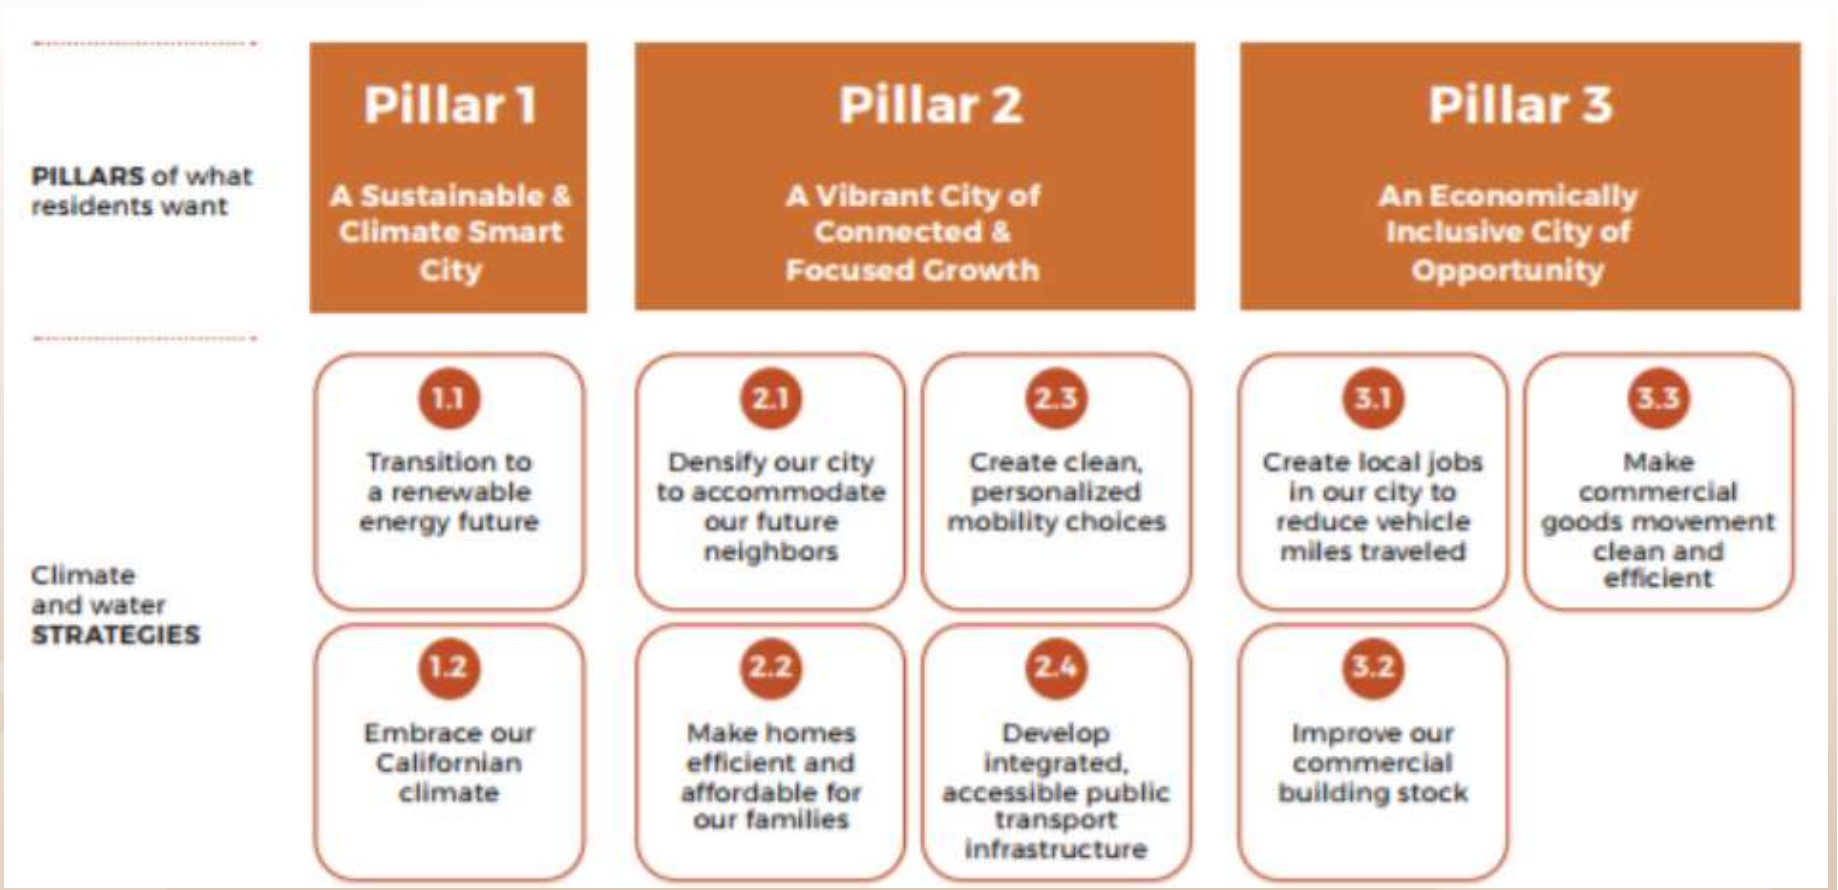 PILLARS of what
residents want
Pillar 1
A Sustainable &
Climate Smart
City
Pillar 2
A Vibrant City of
Connected &
Focused Growth
Pillar 3
An Economically
Inclusive City of
Opportunity
Climate
and water
STRATEGIES
1.1
Transition to
a renewable
energy future
1.2
Embrace our
Californian
climate
2.1
Densify our city
to accommodate
our future
neighbors
2.2
Make homes
efficient and
affordable for
our families
2.3
Create clean,
personalized
mobility choices
2.4
Develop
integrated,
accessible public
transport
infrastructure
3.1
Create local jobs
in our city to
reduce vehicle
miles traveled
3.2
Improve our
commercial
building stock
3.3
Make
commercial
goods movement
clean and
efficient